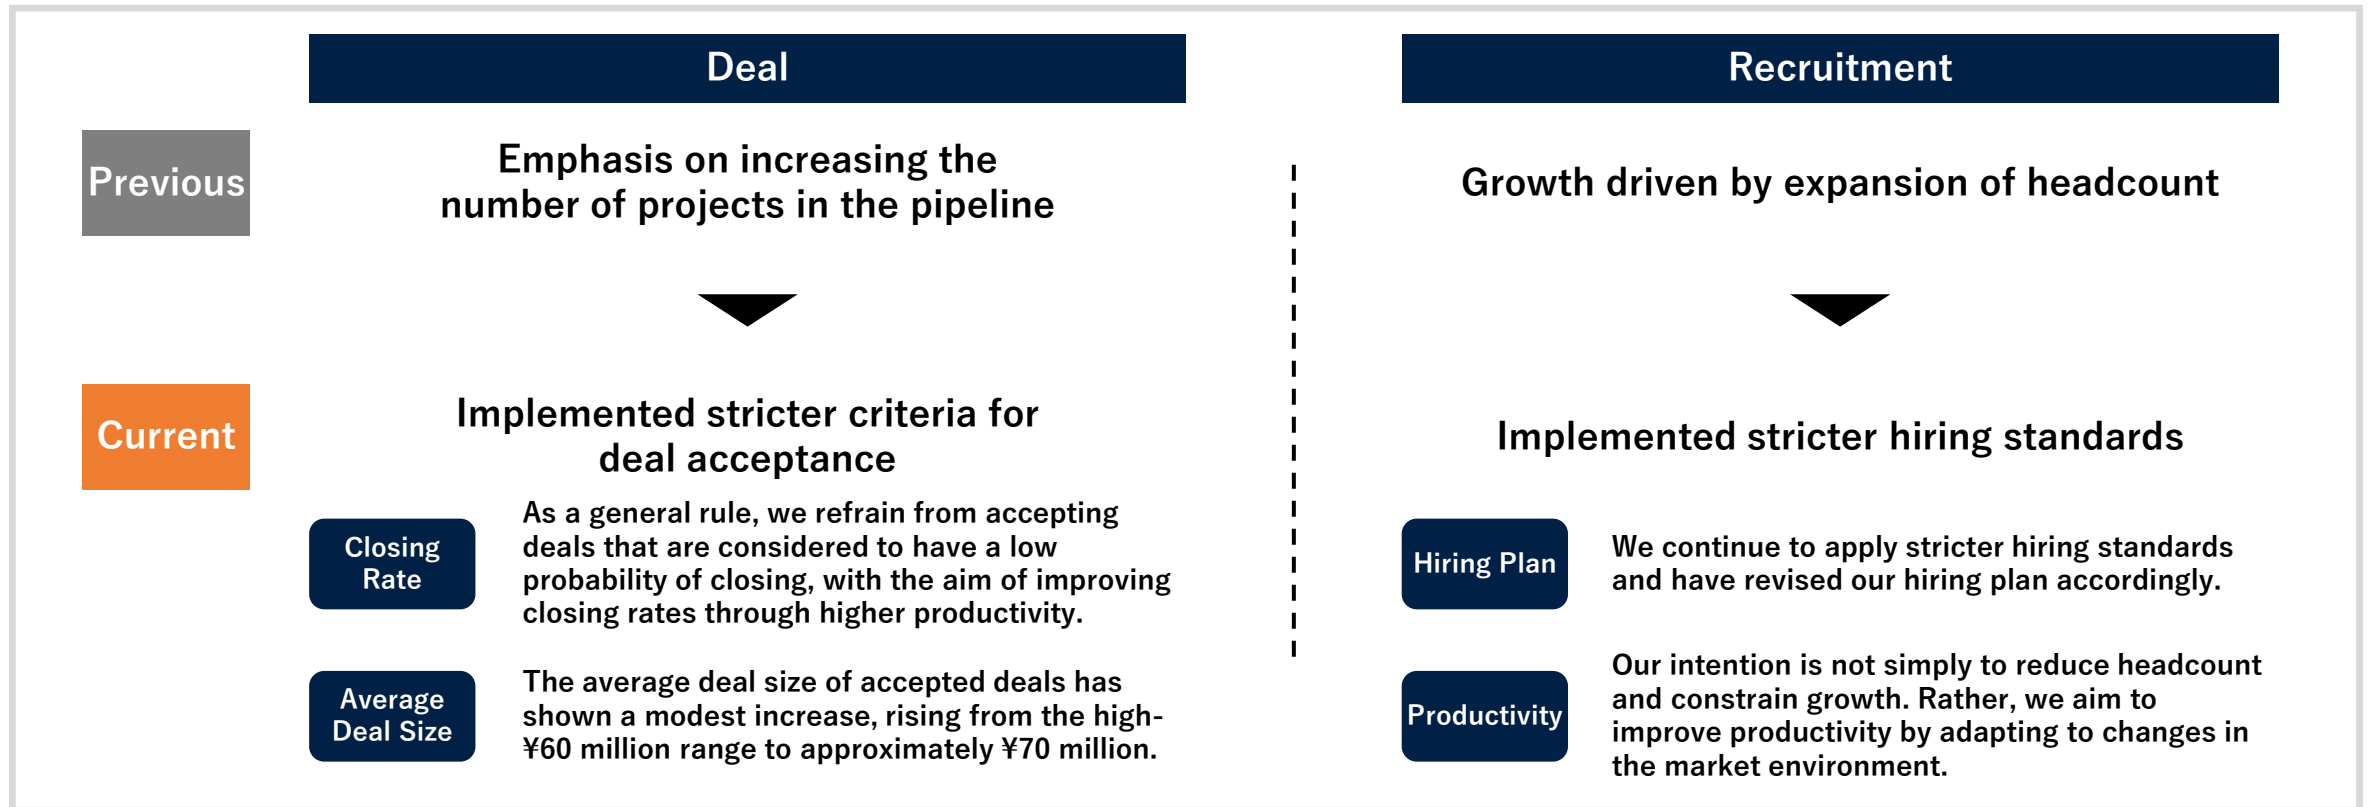 Deal
Recruitment
Previous
Emphasis on increasing the
number of projects in the pipeline
Growth driven by expansion of headcount
Current
Implemented stricter criteria for
deal acceptance
Implemented stricter hiring standards
Closing
Rate
As a general rule, we refrain from accepting
deals that are considered to have a low
probability of closing, with the aim of improving
closing rates through higher productivity.
Average
Deal Size
The average deal size of accepted deals has
shown a modest increase, rising from the high-
¥60 million range to approximately ¥70 million.
Hiring Plan
We continue to apply stricter hiring standards
and have revised our hiring plan accordingly.
Productivity
Our intention is not simply to reduce headcount
and constrain growth. Rather, we aim to
improve productivity by adapting to changes in
the market environment.